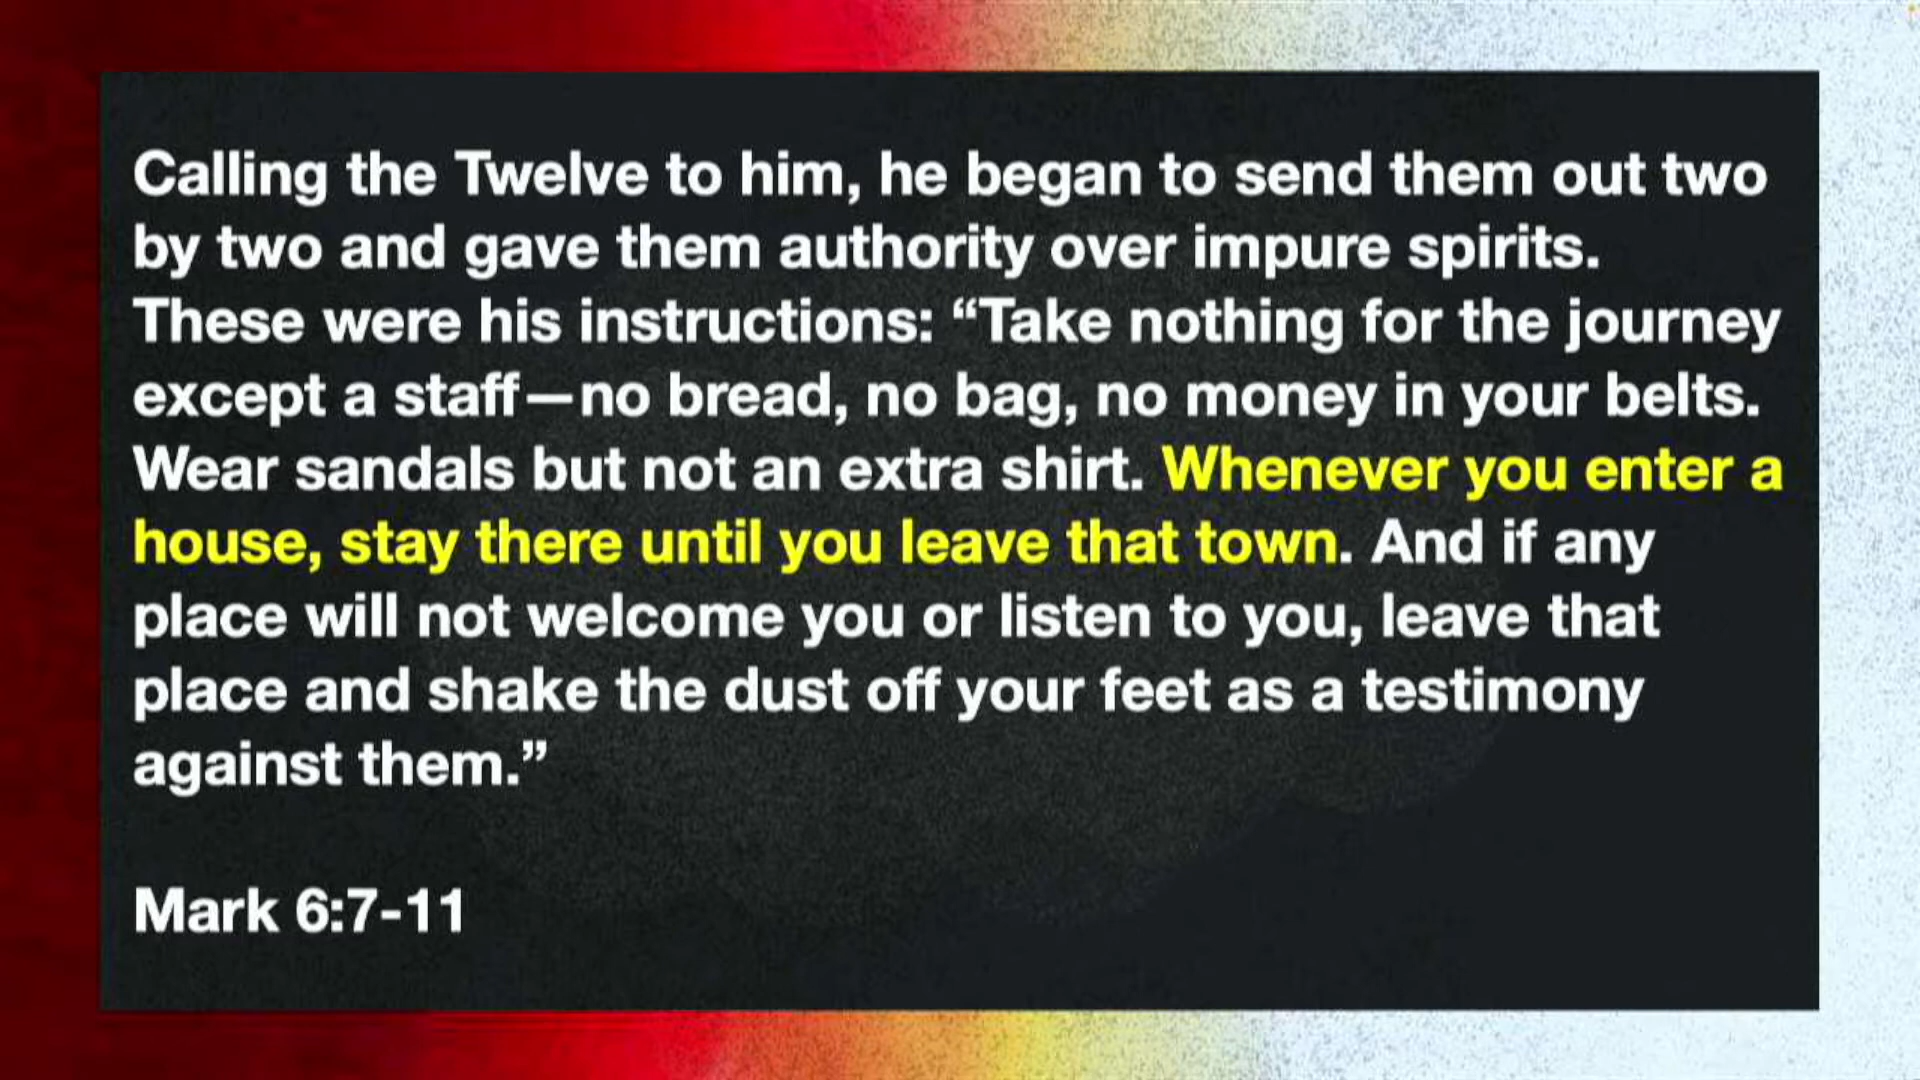 Calling the Twelve to him, he began to send them out two
by two and gave them authority over impure spirits.
These were his instructions: “Take nothing for the journey
except a staff—no bread, no bag, no money in your belts.
Wear sandals but not an extra shirt. Whenever you enter a
house, stay there until you leave that town. And if any
place will not welcome you or listen to you, leave that
place and shake the dust off your feet as a testimony
against them.”
Mark 6:7-11